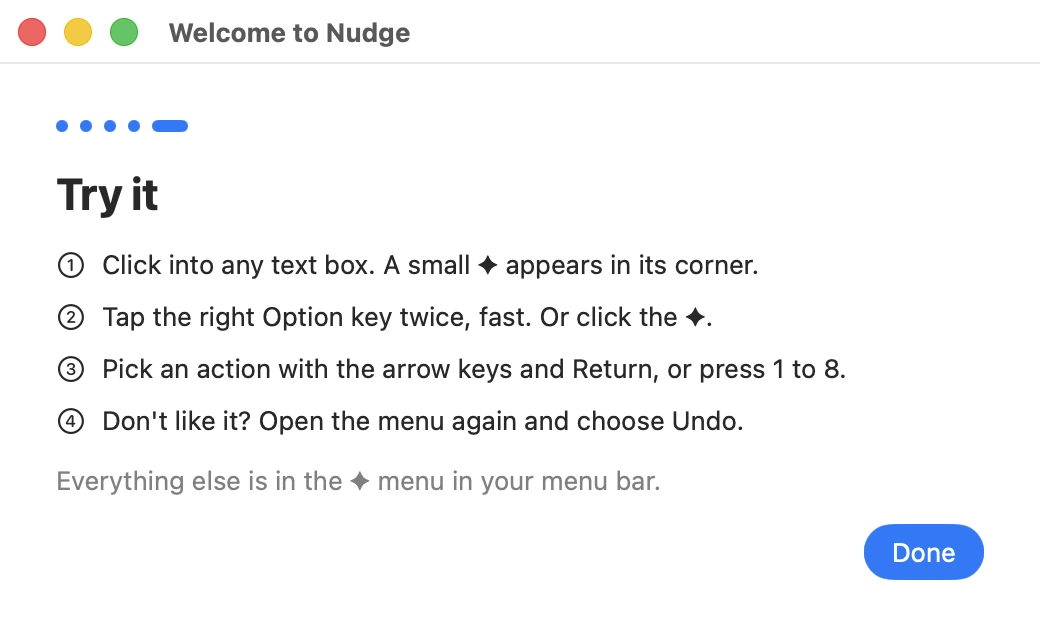 Welcome to Nudge
Try it
① Click into any text box. A small ✦ appears in its corner.
② Tap the right Option key twice, fast. Or click the ✦.
③ Pick an action with the arrow keys and Return, or press 1 to 8.
④ Don't like it? Open the menu again and choose Undo.
Everything else is in the ✦ menu in your menu bar.
Done